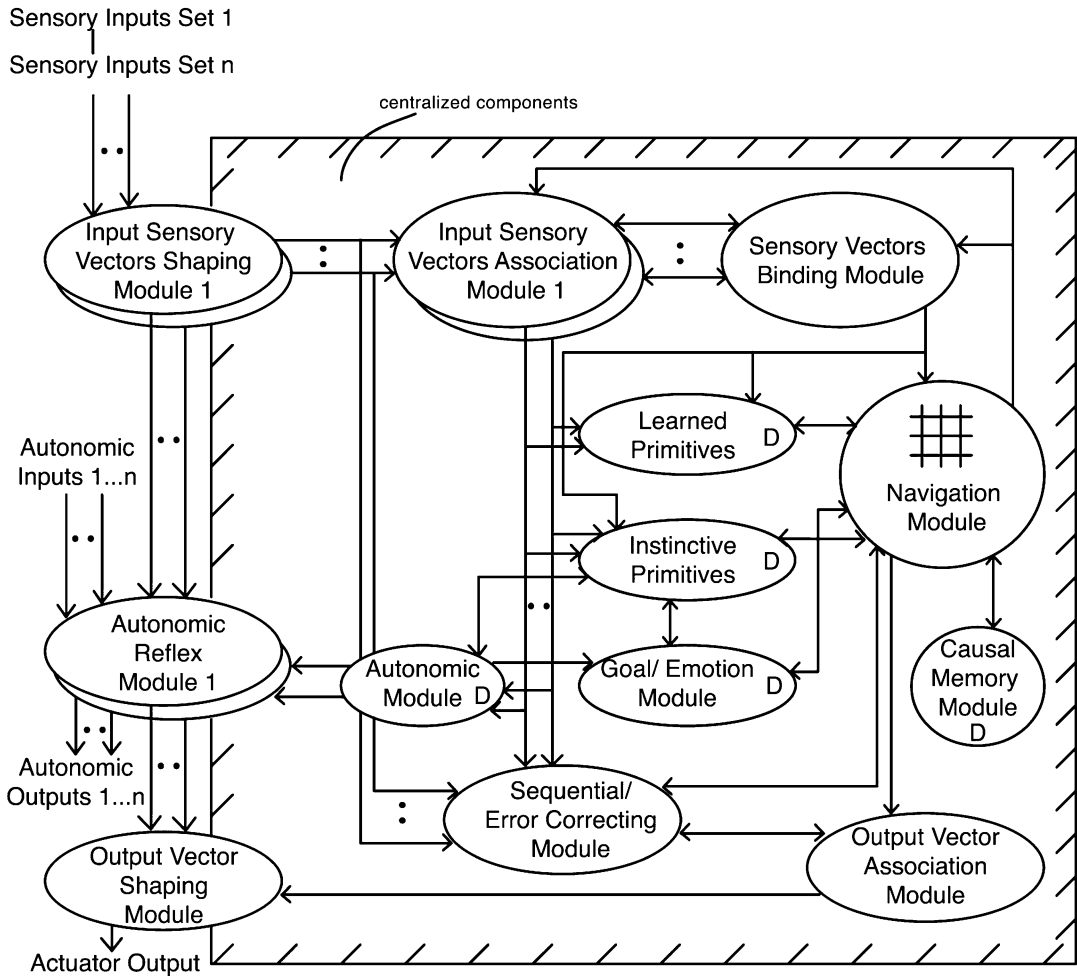 Sensory Inputs Set 1
Sensory Inputs Set n
centralized components
Input Sensory
Vectors Shaping
Module 1
Input Sensory
Vectors Association
Module 1
Sensory Vectors
Binding Module
Learned
Primitives
D
Navigation
Module
Autonomic
Inputs 1...n
Instinctive
Primitives
D
Autonomic
Reflex
Module 1
Autonomic
Module D
Goal/ Emotion
Module
D
Causal
Memory
Module
D
Autonomic
Outputs 1...n
Sequential/
Error Correcting
Module
Output Vector
Association
Module
Output Vector
Shaping
Module
Actuator Output